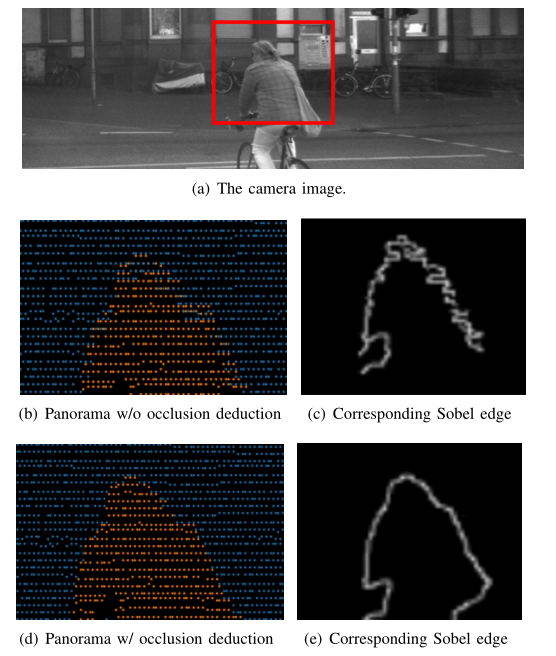 (a) The camera image.
(b) Panorama w/o occlusion deduction
(c) Corresponding Sobel edge
(d) Panorama w/ occlusion deduction
(e) Corresponding Sobel edge